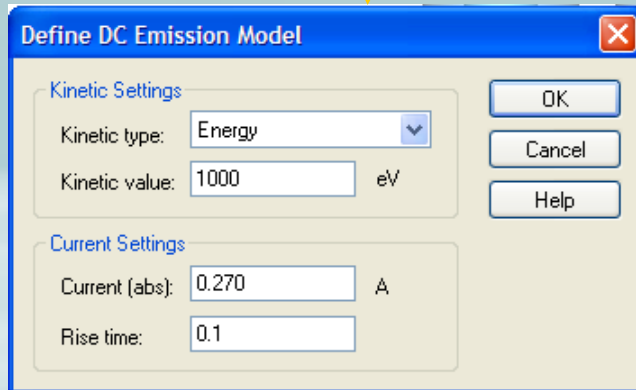 Define DC Emission Model
Kinetic Settings
Kinetic type: Energy
Kinetic value: 1000 eV
Current Settings
Current (abs): 0.270 A
Rise time: 0.1
OK
Cancel
Help